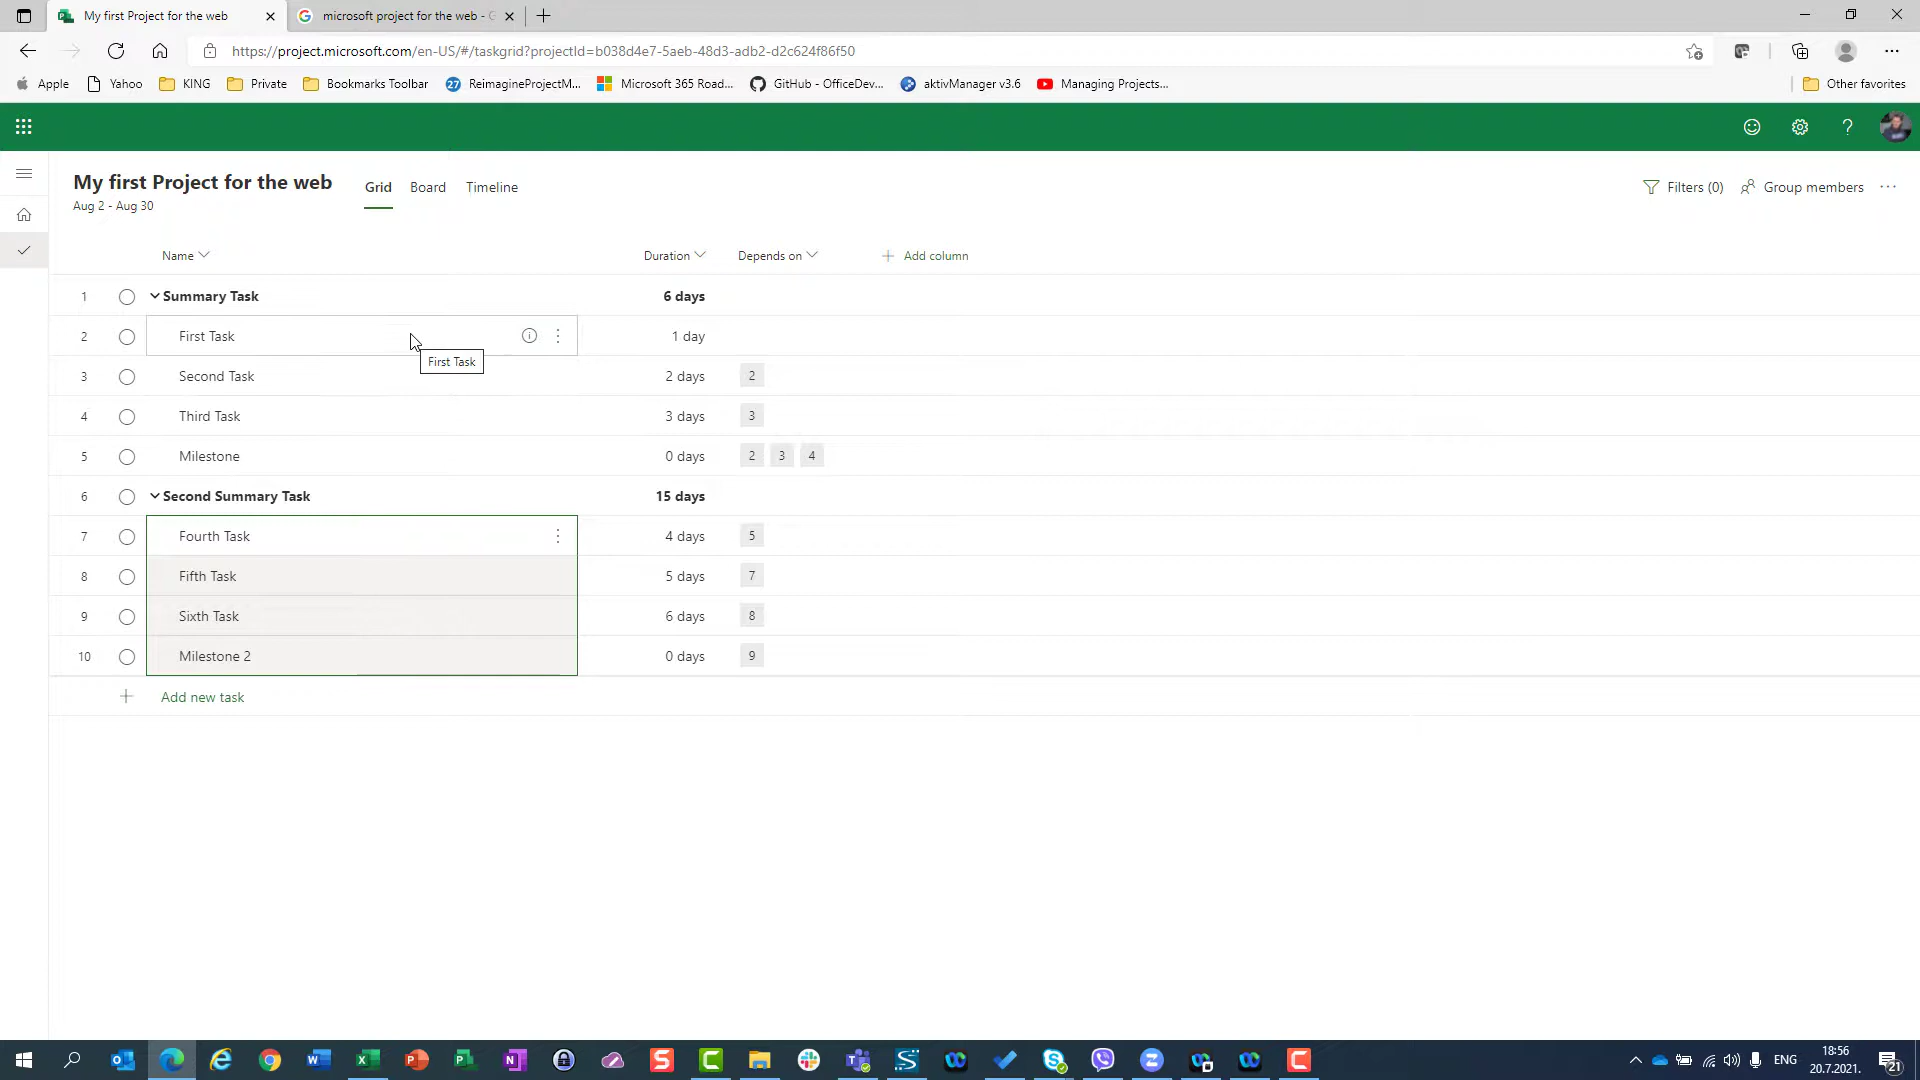 My first Project for the web
microsoft project for the web - G
https://project.microsoft.com/en-US/#/taskgrid?projectId=b038d4e7-5aeb-48d3-adb2-d2c624f86f50
Apple
Yahoo
KING
Private
Bookmarks Toolbar
27
ReimagineProjectM...
Microsoft 365 Road...
GitHub - OfficeDev...
aktivManager v3.6
Managing Projects...
Other favorites
My first Project for the web
Aug 2 - Aug 30
Grid
Board
Timeline
Filters (0)
Group members
Name
Duration
Depends on
Add column
1 Summary Task 6 days
2 First Task 1 day
First Task
3 Second Task 2 days 2
4 Third Task 3 days 3
5 Milestone 0 days 2 3 4
6 Second Summary Task 15 days
7 Fourth Task 4 days 5
8 Fifth Task 5 days 7
9 Sixth Task 6 days 8
10 Milestone 2 0 days 9
Add new task
ENG
18:56
20.7.2021.
21